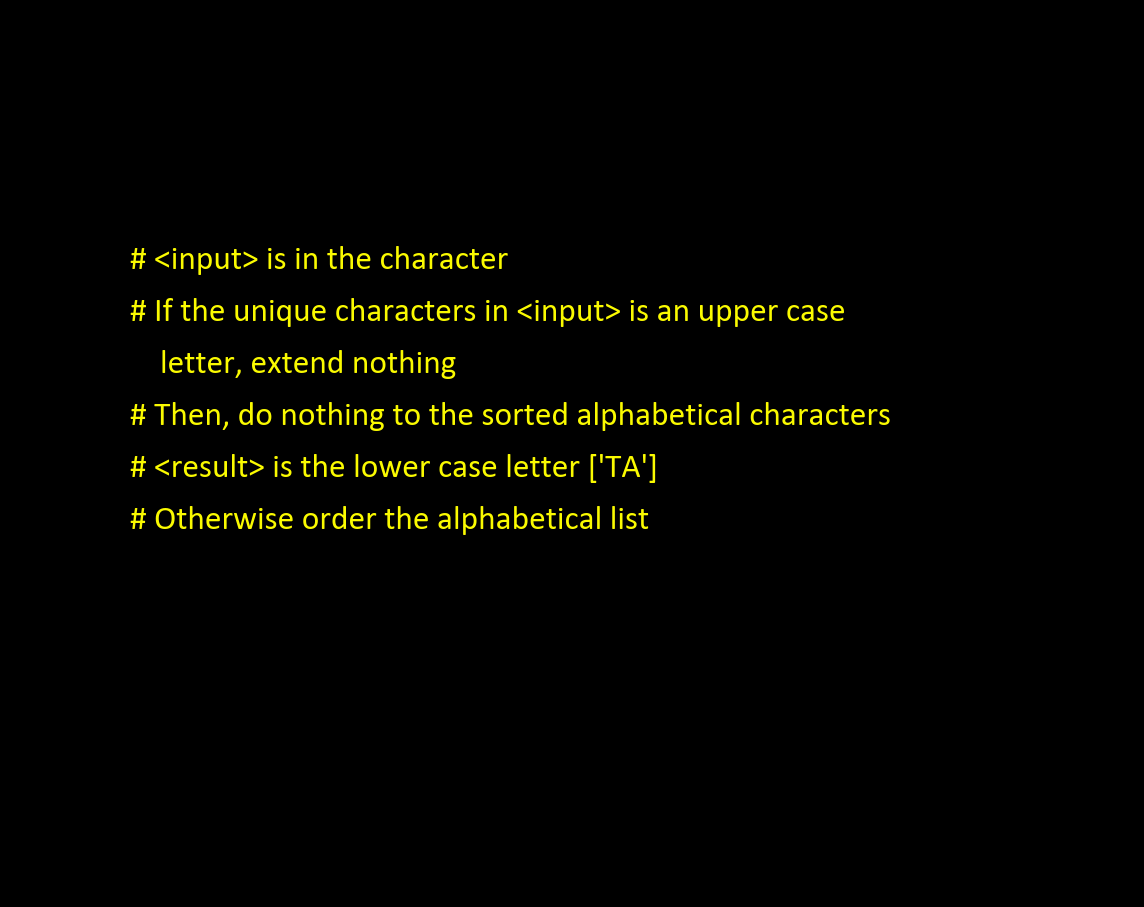 # <input> is in the character
# If the unique characters in <input> is an upper case
letter, extend nothing
# Then, do nothing to the sorted alphabetical characters
# <result> is the lower case letter ['TA']
# Otherwise order the alphabetical list